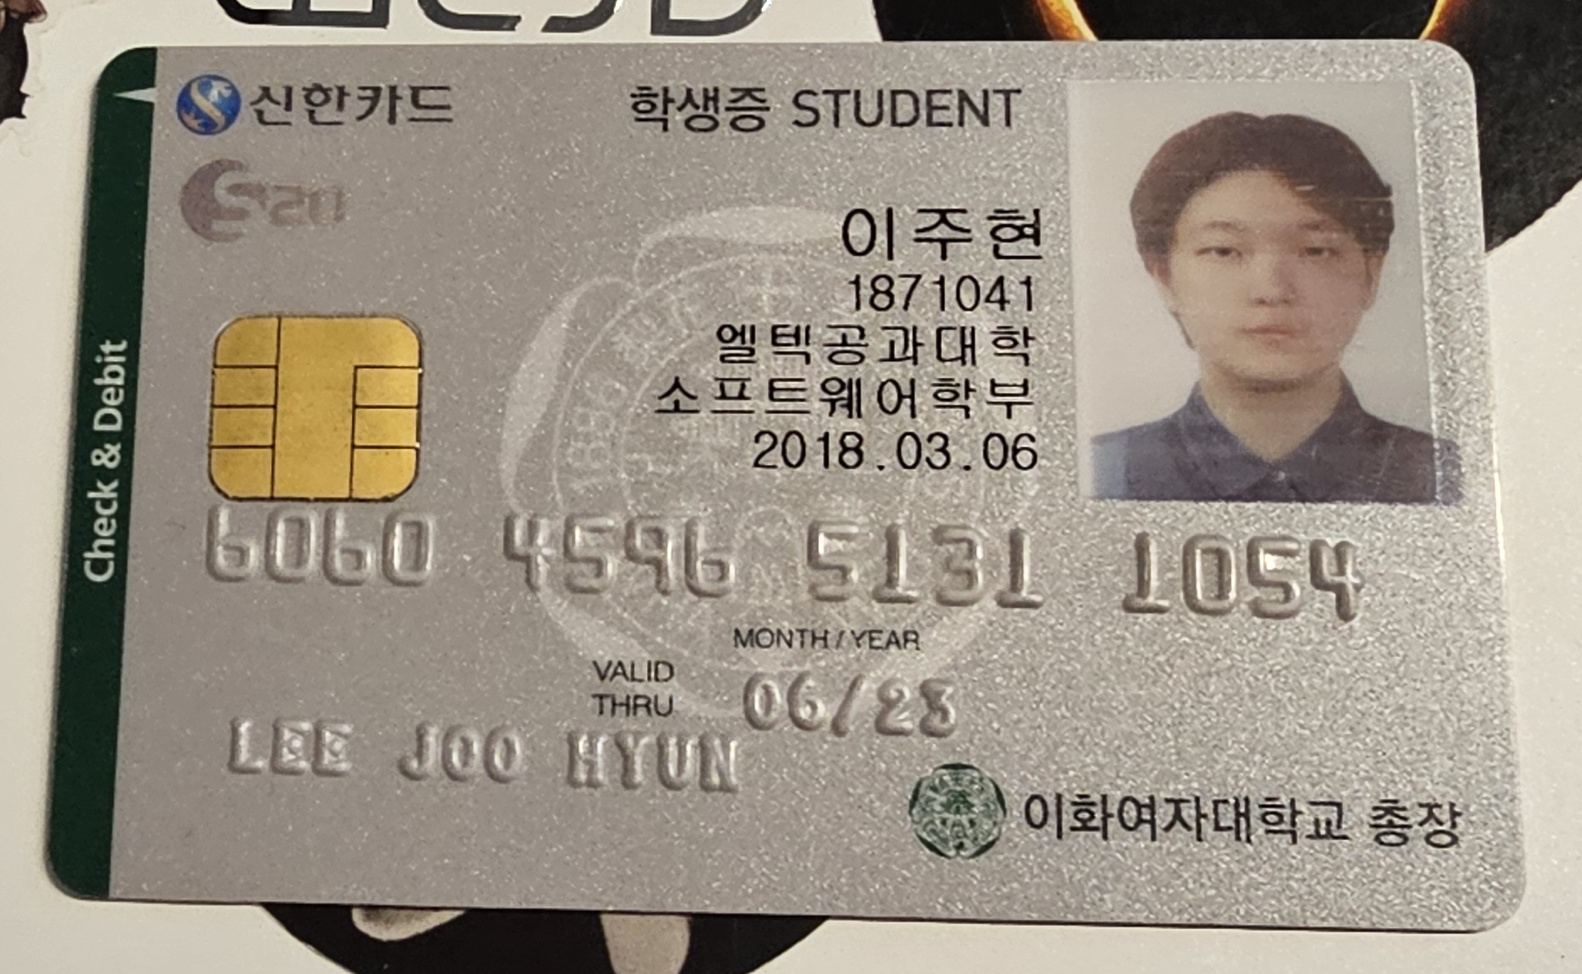 신한카드
학생증 STUDENT
S20
이주현
1871041
엘텍공과대학
소프트웨어학부
2018.03.06
Check & Debit
6060 4596 5131 1054
MONTH / YEAR
VALID THRU 06/23
LEE JOO HYUN
이화여자대학교 총장